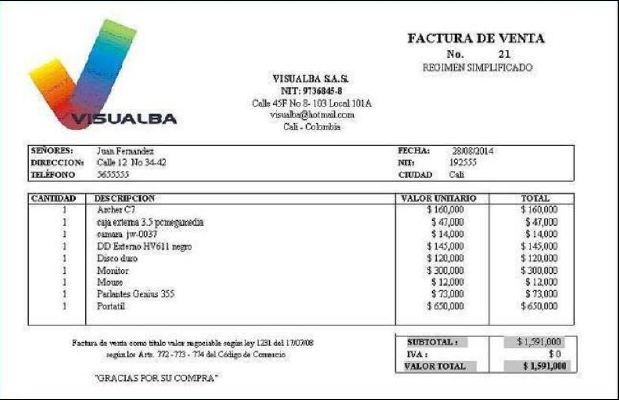 FACTURA DE VENTA
No. 21
REGIMEN SIMPLIFICADO
VISUALBA
VISUALBA S.A.S.
NIT: 9736845-8
Calle 45F No 8- 103 Local 101A
visualba@hotmail.com
Cali - Colombia
SEÑORES: Juan Fernandez FECHA: 28/08/2014
DIRECCION: Calle 12 No 34-42 NIT: 192555
TELÉFONO 5655555 CIUDAD Cali
CANTIDAD DESCRIPCION VALOR UNITARIO TOTAL
1 Archer C7 $ 160,000 $ 160,000
1 caja externa 3.5 pcmegamedia $ 47,000 $ 47,000
1 camara jw-0037 $ 14,000 $ 14,000
1 DD Externo HV611 negro $ 145,000 $ 145,000
1 Disco duro $ 120,000 $ 120,000
1 Monitor $ 300,000 $ 300,000
1 Mouse $ 12,000 $ 12,000
1 Parlantes Genius 355 $ 73,000 $ 73,000
1 Portatil $ 650,000 $ 650,000
Factura de venta como título valor negociable según ley 1231 del 17/07/08
según los Arts. 772 - 773 - 774 del Código de Comercio
SUBTOTAL : $ 1,591,000
IVA : $ 0
VALOR TOTAL $ 1,591,000
"GRACIAS POR SU COMPRA"